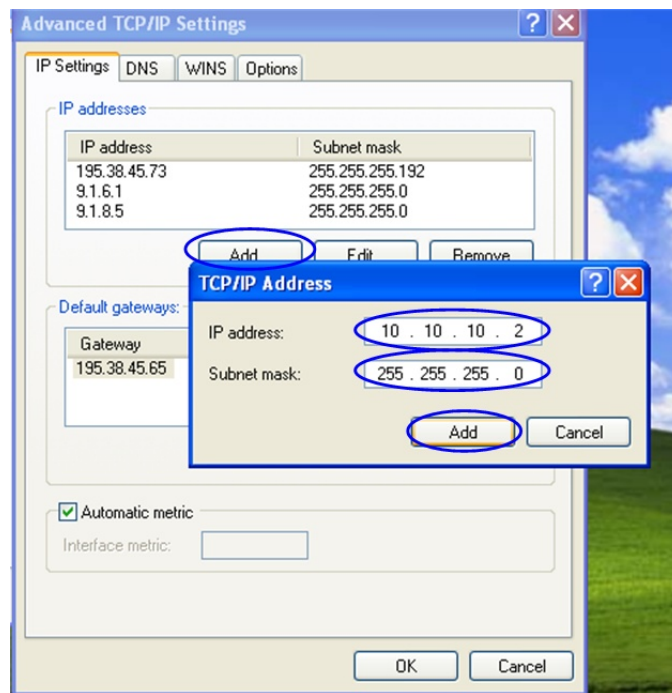 Advanced TCP/IP Settings
IP Settings DNS WINS Options
IP addresses
IP address Subnet mask
195.38.45.73 255.255.255.192
9.1.6.1 255.255.255.0
9.1.8.5 255.255.255.0
Add Edit Remove
TCP/IP Address
IP address: 10 . 10 . 10 . 2
Subnet mask: 255 . 255 . 255 . 0
Add Cancel
Default gateways:
Gateway
195.38.45.65
Automatic metric
Interface metric:
OK Cancel